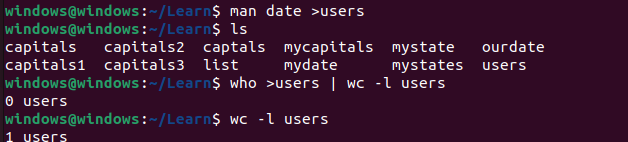 windows@windows:~/Learn$ man date >users
windows@windows:~/Learn$ ls
capitals   capitals2  captals  mycapitals  mystate   ourdate
capitals1  capitals3  list     mydate      mystates  users
windows@windows:~/Learn$ who >users | wc -l users
0 users
windows@windows:~/Learn$ wc -l users
1 users